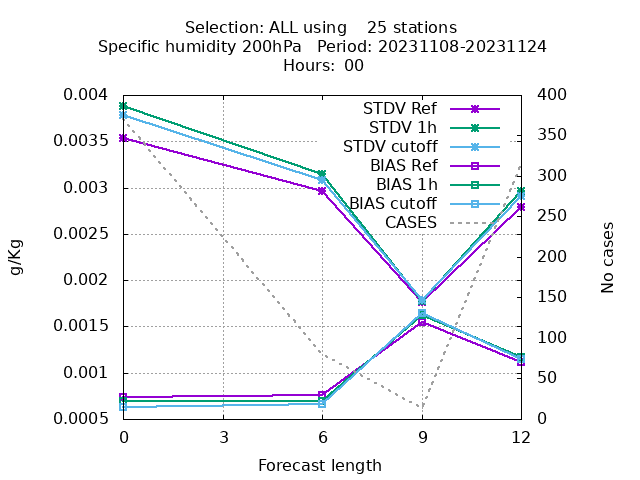 Selection: ALL using    25 stations
Specific humidity 200hPa   Period: 20231108-20231124
Hours: 00
STDV Ref
STDV 1h
STDV cutoff
BIAS Ref
BIAS 1h
BIAS cutoff
CASES
0.004
0.0035
0.003
0.0025
0.002
0.0015
0.001
0.0005
400
350
300
250
200
150
100
50
0
0 3 6 9 12
g/Kg
No cases
Forecast length